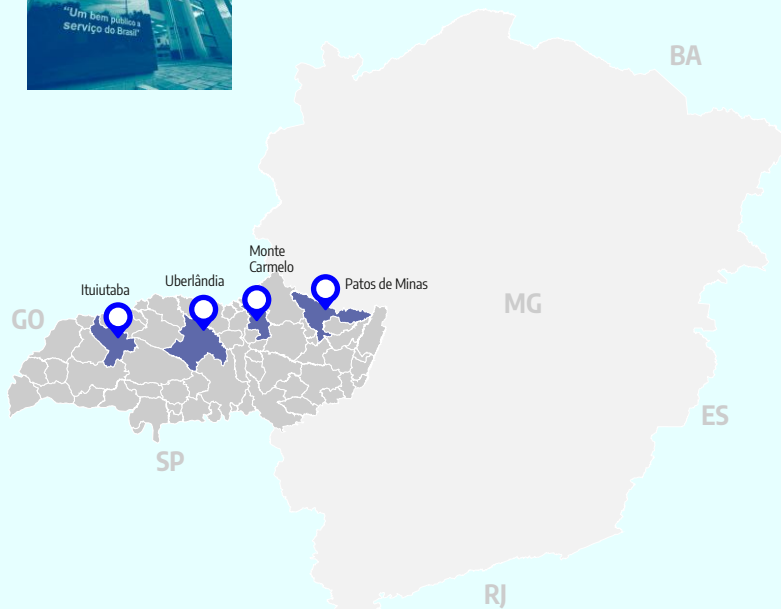 “Um bem público a
serviço do Brasil”
BA
Monte
Carmelo
Uberlândia
Ituiutaba
Patos de Minas
GO
MG
ES
SP
RJ